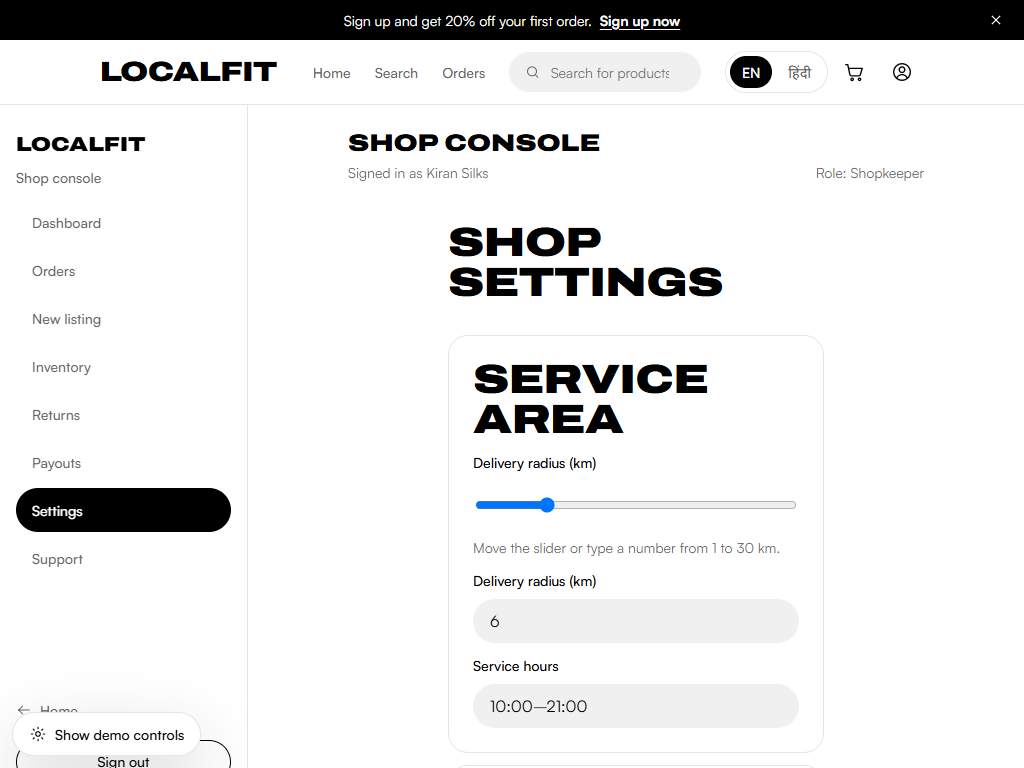 Sign up and get 20% off your first order. Sign up now
LOCALFIT
Home
Search
Orders
Search for products
EN
हिंदी
LOCALFIT
Shop console
Dashboard
Orders
New listing
Inventory
Returns
Payouts
Settings
Support
Home
Show demo controls
Sign out
SHOP CONSOLE
Signed in as Kiran Silks
Role: Shopkeeper
SHOP
SETTINGS
SERVICE
AREA
Delivery radius (km)
Move the slider or type a number from 1 to 30 km.
Delivery radius (km)
6
Service hours
10:00—21:00